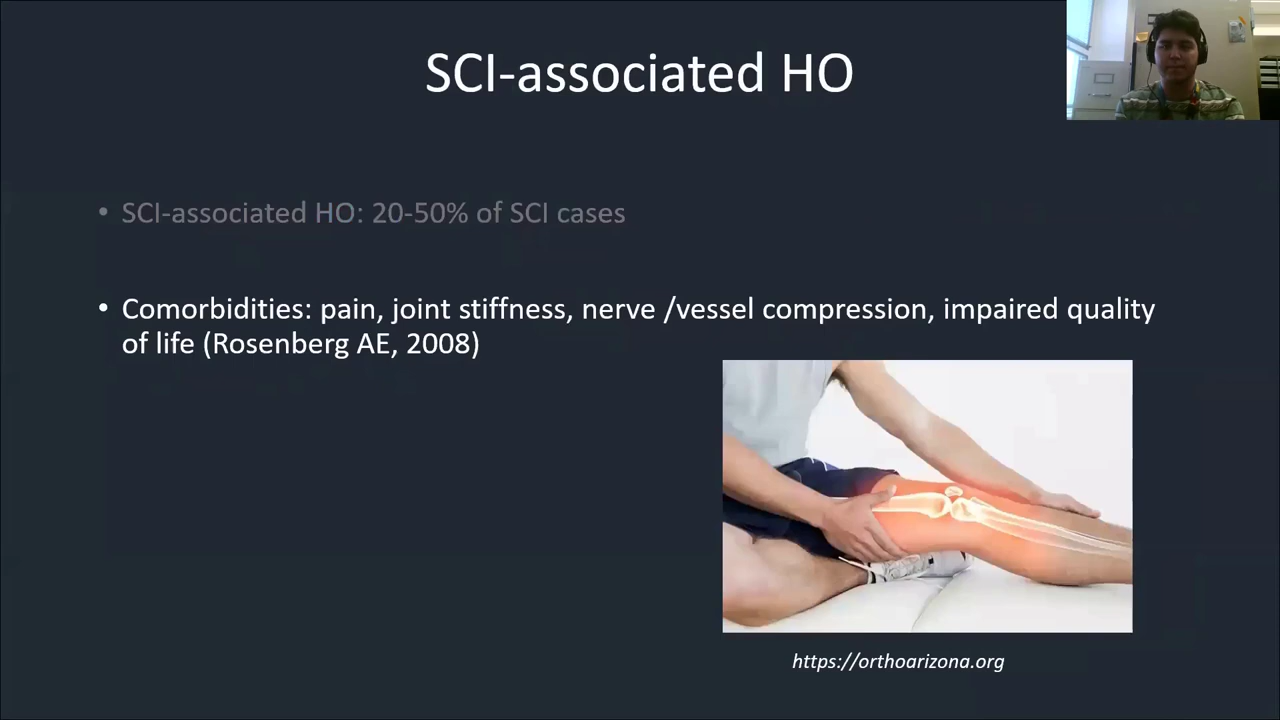 SCI-associated HO
• SCI-associated HO: 20-50% of SCI cases
• Comorbidities: pain, joint stiffness, nerve /vessel compression, impaired quality
of life (Rosenberg AE, 2008)
https://orthoarizona.org